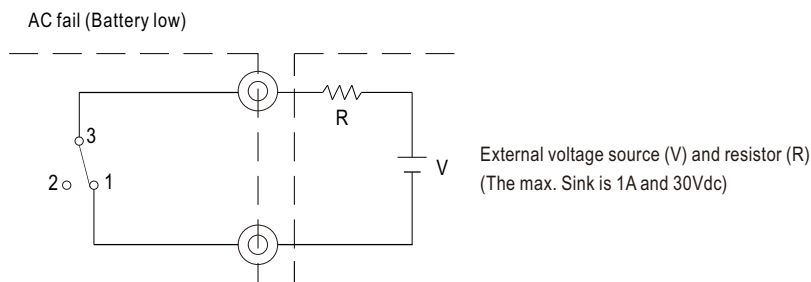 AC fail (Battery low)
3
R
V
2
1
External voltage source (V) and resistor (R)
(The max. Sink is 1A and 30Vdc)